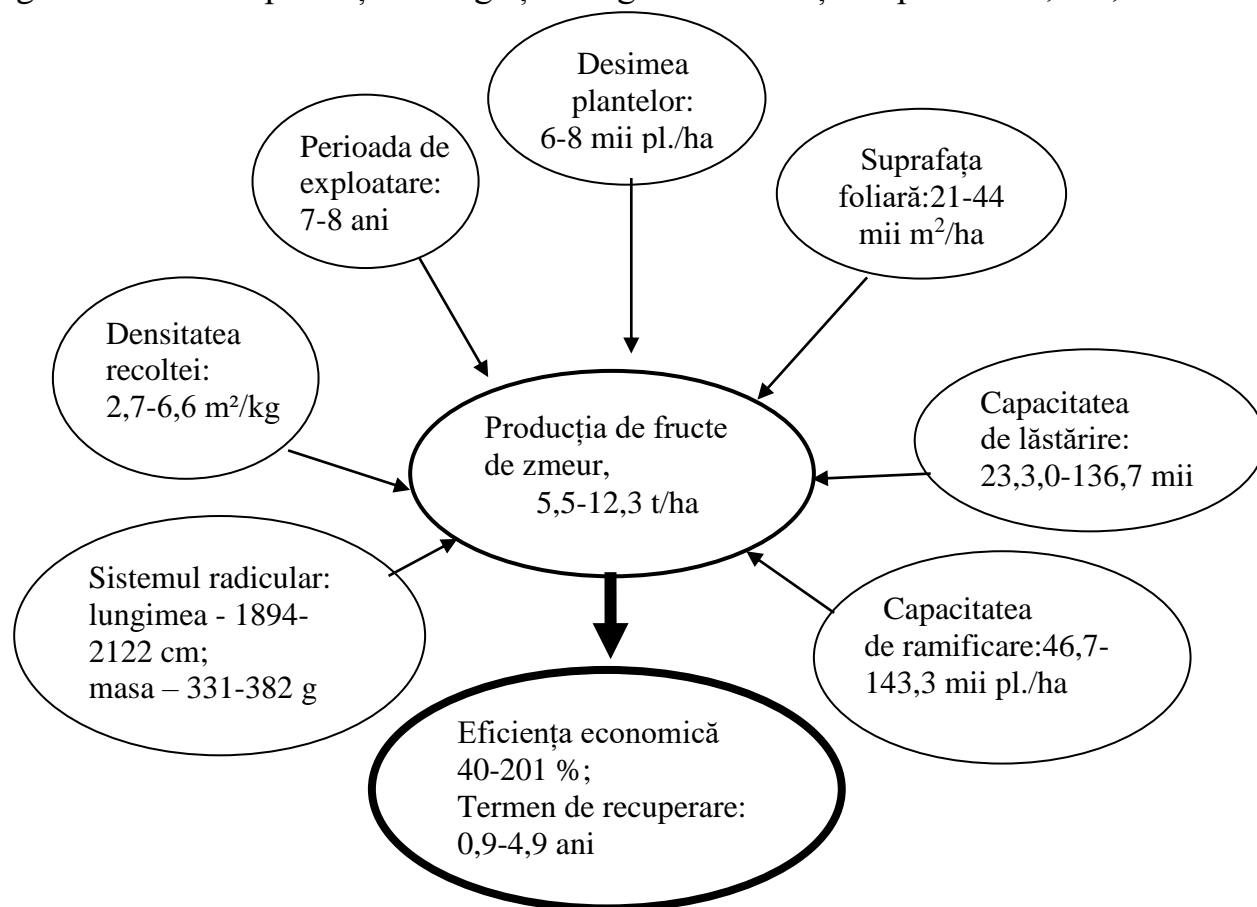 Desimea
plantelor:
6-8 mii pl./ha
Perioada de
exploatare:
7-8 ani
Suprafața
foliară:21-44
mii m²/ha
Densitatea
recoltei:
2,7-6,6 m²/kg
Producția de fructe
de zmeur,
5,5-12,3 t/ha
Capacitatea
de lăstărire:
23,3,0-136,7 mii
Sistemul radicular:
lungimea - 1894-
2122 cm;
masa – 331-382 g
Capacitatea
de ramificare:46,7-
143,3 mii pl./ha
Eficiența economică
40-201 %;
Termen de recuperare:
0,9-4,9 ani